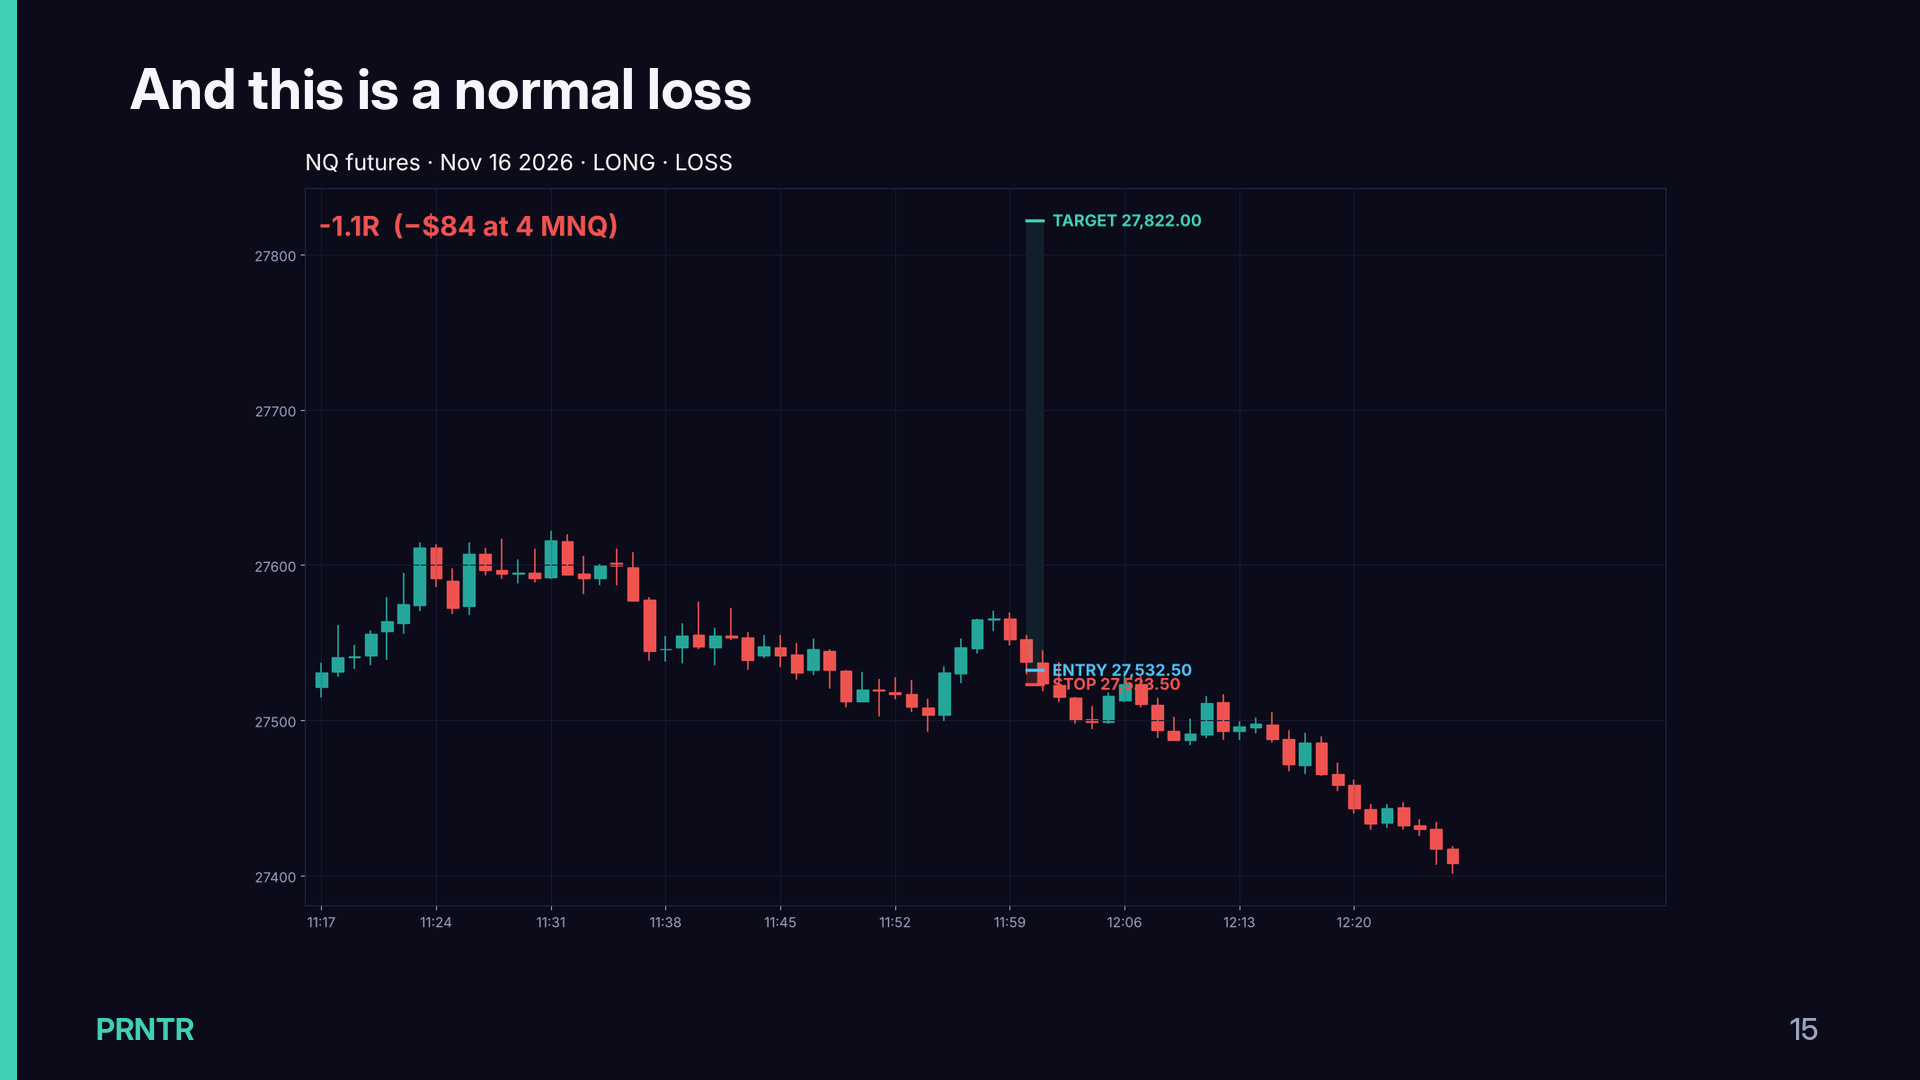 And this is a normal loss
NQ futures · Nov 16 2026 · LONG · LOSS
-1.1R (−$84 at 4 MNQ)
TARGET 27,822.00
27800
27700
27600
ENTRY 27,532.50
STOP 27,523.50
27500
27400
11:17 11:24 11:31 11:38 11:45 11:52 11:59 12:06 12:13 12:20
PRNTR
15